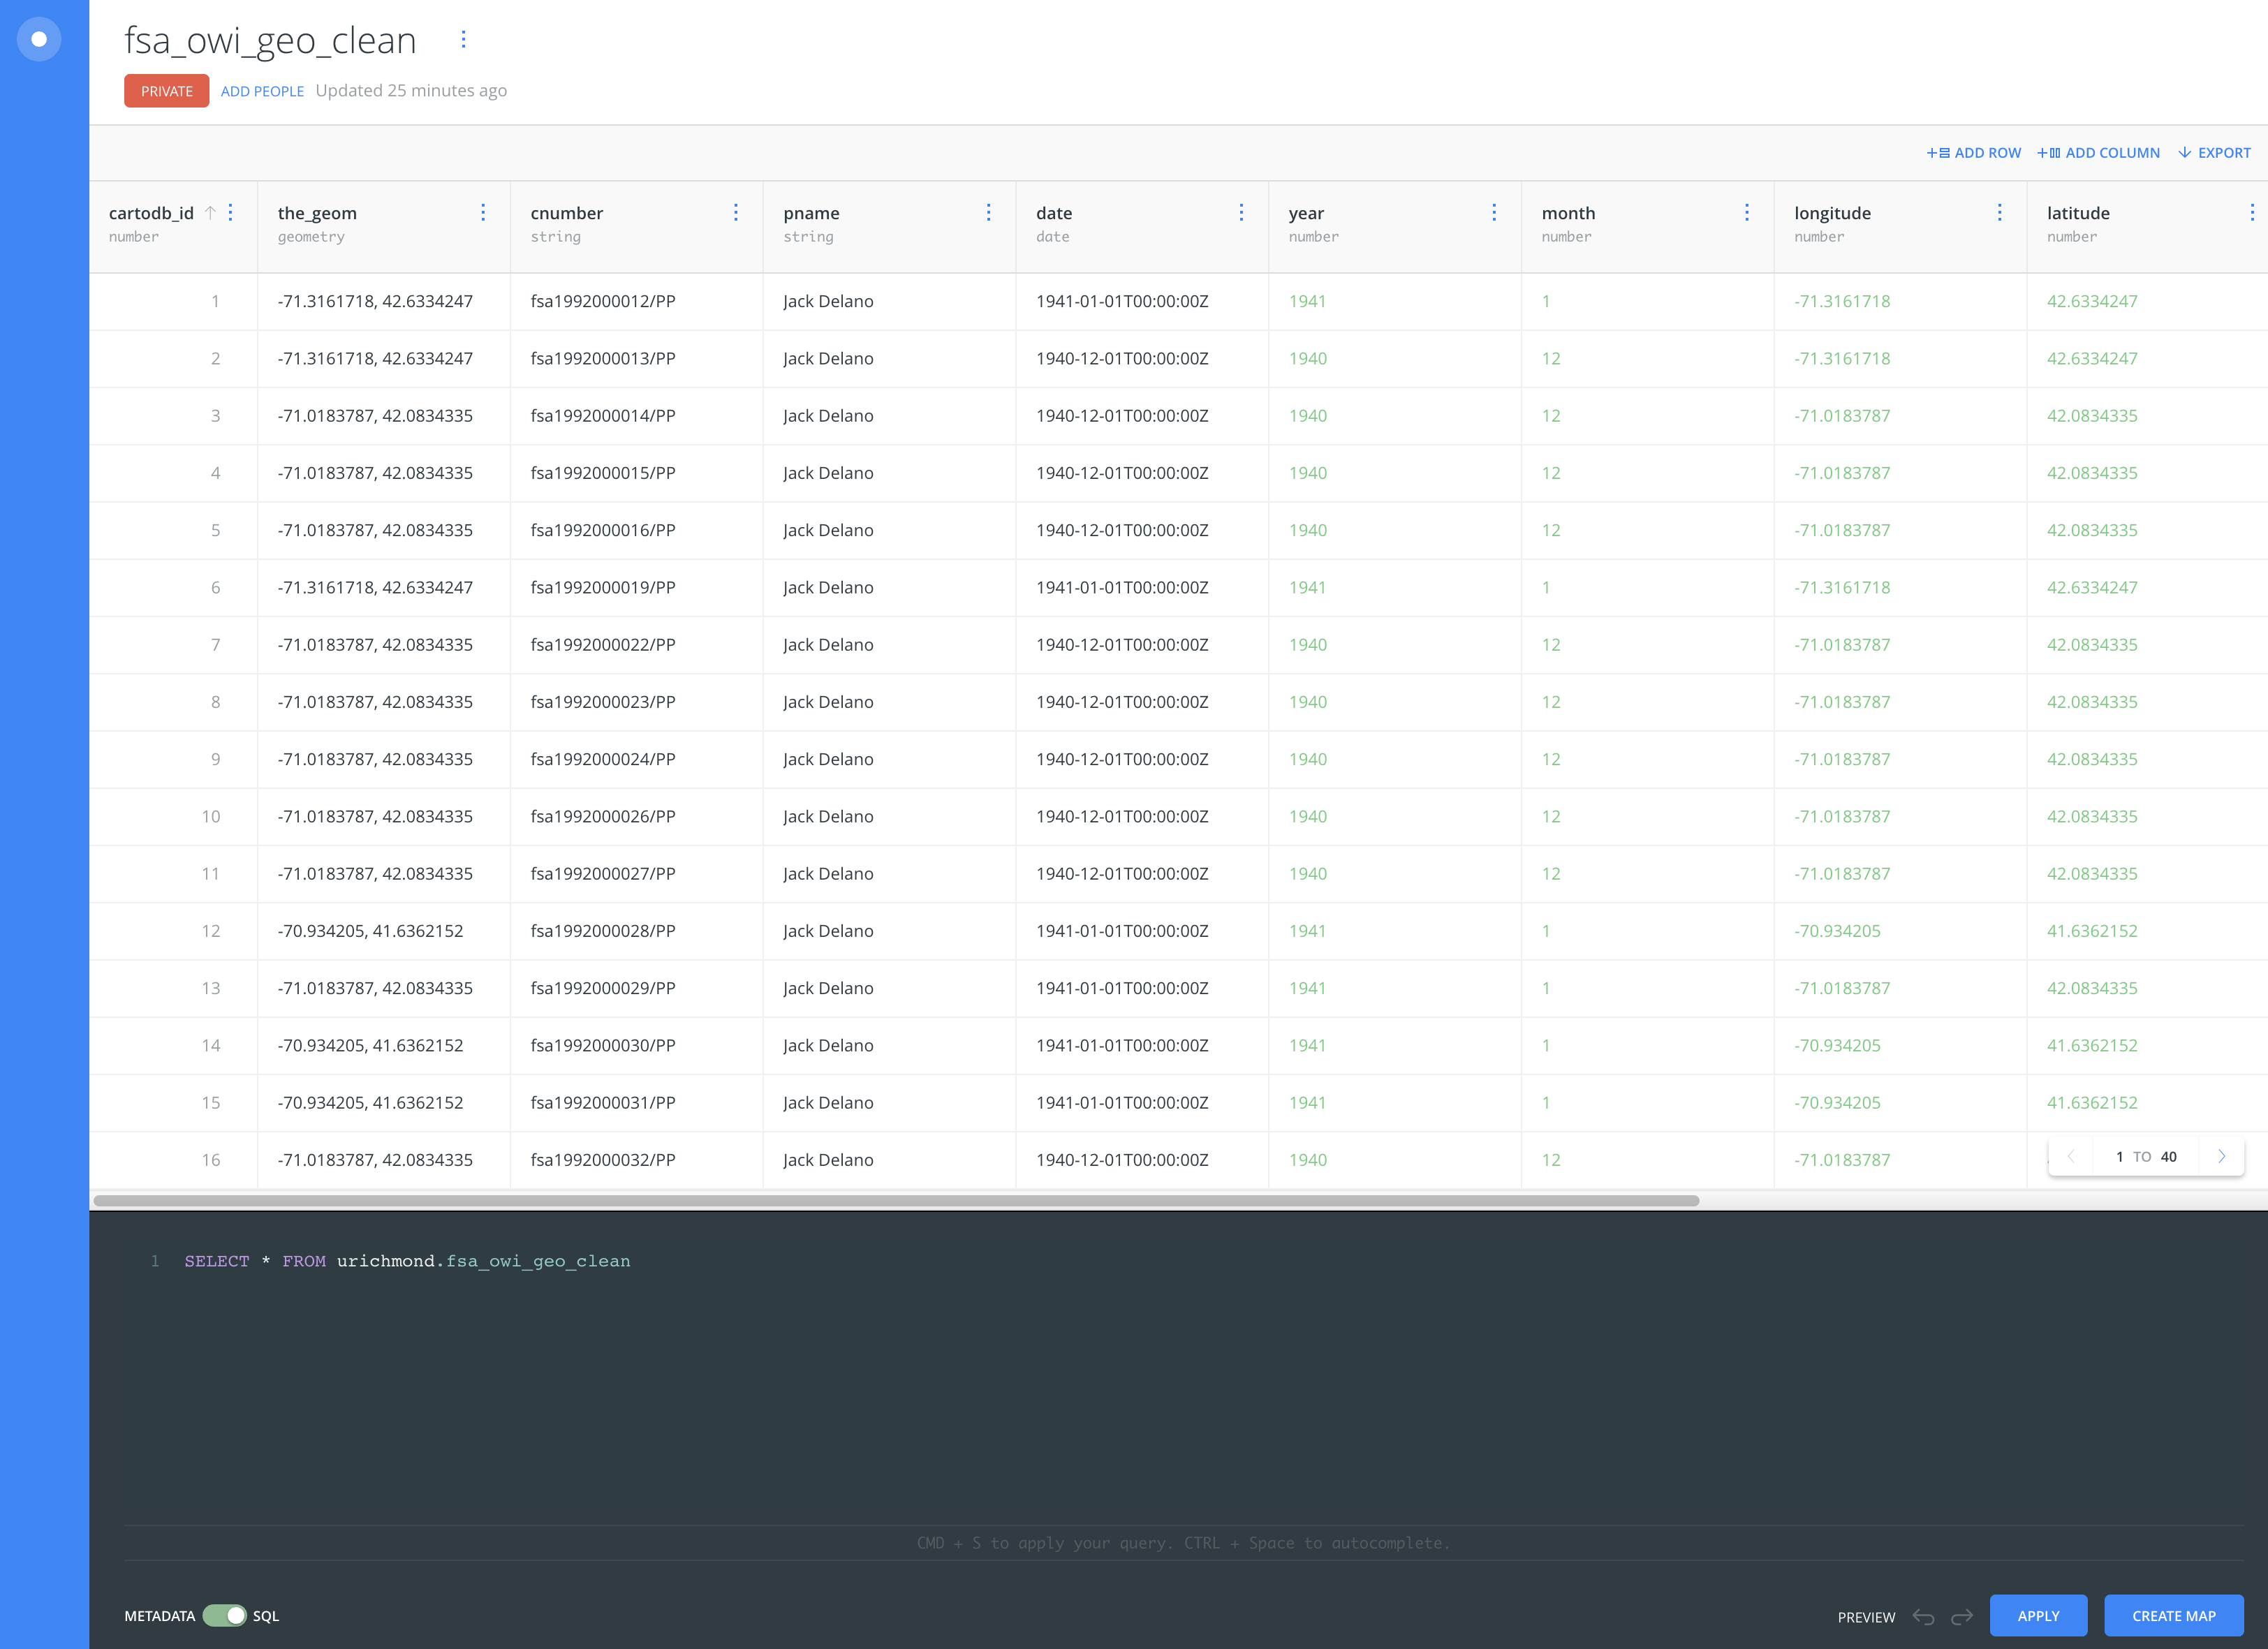 fsa_owi_geo_clean
PRIVATE ADD PEOPLE Updated 25 minutes ago
ADD ROW ADD COLUMN EXPORT
cartodb_id the_geom cnumber pname date year month longitude latitude
number geometry string string date number number number number
1 -71.3161718, 42.6334247 fsa1992000012/PP Jack Delano 1941-01-01T00:00:00Z 1941 1 -71.3161718 42.6334247
2 -71.3161718, 42.6334247 fsa1992000013/PP Jack Delano 1940-12-01T00:00:00Z 1940 12 -71.3161718 42.6334247
3 -71.0183787, 42.0834335 fsa1992000014/PP Jack Delano 1940-12-01T00:00:00Z 1940 12 -71.0183787 42.0834335
4 -71.0183787, 42.0834335 fsa1992000015/PP Jack Delano 1940-12-01T00:00:00Z 1940 12 -71.0183787 42.0834335
5 -71.0183787, 42.0834335 fsa1992000016/PP Jack Delano 1940-12-01T00:00:00Z 1940 12 -71.0183787 42.0834335
6 -71.3161718, 42.6334247 fsa1992000019/PP Jack Delano 1941-01-01T00:00:00Z 1941 1 -71.3161718 42.6334247
7 -71.0183787, 42.0834335 fsa1992000022/PP Jack Delano 1940-12-01T00:00:00Z 1940 12 -71.0183787 42.0834335
8 -71.0183787, 42.0834335 fsa1992000023/PP Jack Delano 1940-12-01T00:00:00Z 1940 12 -71.0183787 42.0834335
9 -71.0183787, 42.0834335 fsa1992000024/PP Jack Delano 1940-12-01T00:00:00Z 1940 12 -71.0183787 42.0834335
10 -71.0183787, 42.0834335 fsa1992000026/PP Jack Delano 1940-12-01T00:00:00Z 1940 12 -71.0183787 42.0834335
11 -71.0183787, 42.0834335 fsa1992000027/PP Jack Delano 1940-12-01T00:00:00Z 1940 12 -71.0183787 42.0834335
12 -70.934205, 41.6362152 fsa1992000028/PP Jack Delano 1941-01-01T00:00:00Z 1941 1 -70.934205 41.6362152
13 -71.0183787, 42.0834335 fsa1992000029/PP Jack Delano 1941-01-01T00:00:00Z 1941 1 -71.0183787 42.0834335
14 -70.934205, 41.6362152 fsa1992000030/PP Jack Delano 1941-01-01T00:00:00Z 1941 1 -70.934205 41.6362152
15 -70.934205, 41.6362152 fsa1992000031/PP Jack Delano 1941-01-01T00:00:00Z 1941 1 -70.934205 41.6362152
16 -71.0183787, 42.0834335 fsa1992000032/PP Jack Delano 1940-12-01T00:00:00Z 1940 12 -71.0183787
1 TO 40
1 SELECT * FROM urichmond.fsa_owi_geo_clean
CMD + S to apply your query. CTRL + Space to autocomplete.
METADATA SQL PREVIEW APPLY CREATE MAP